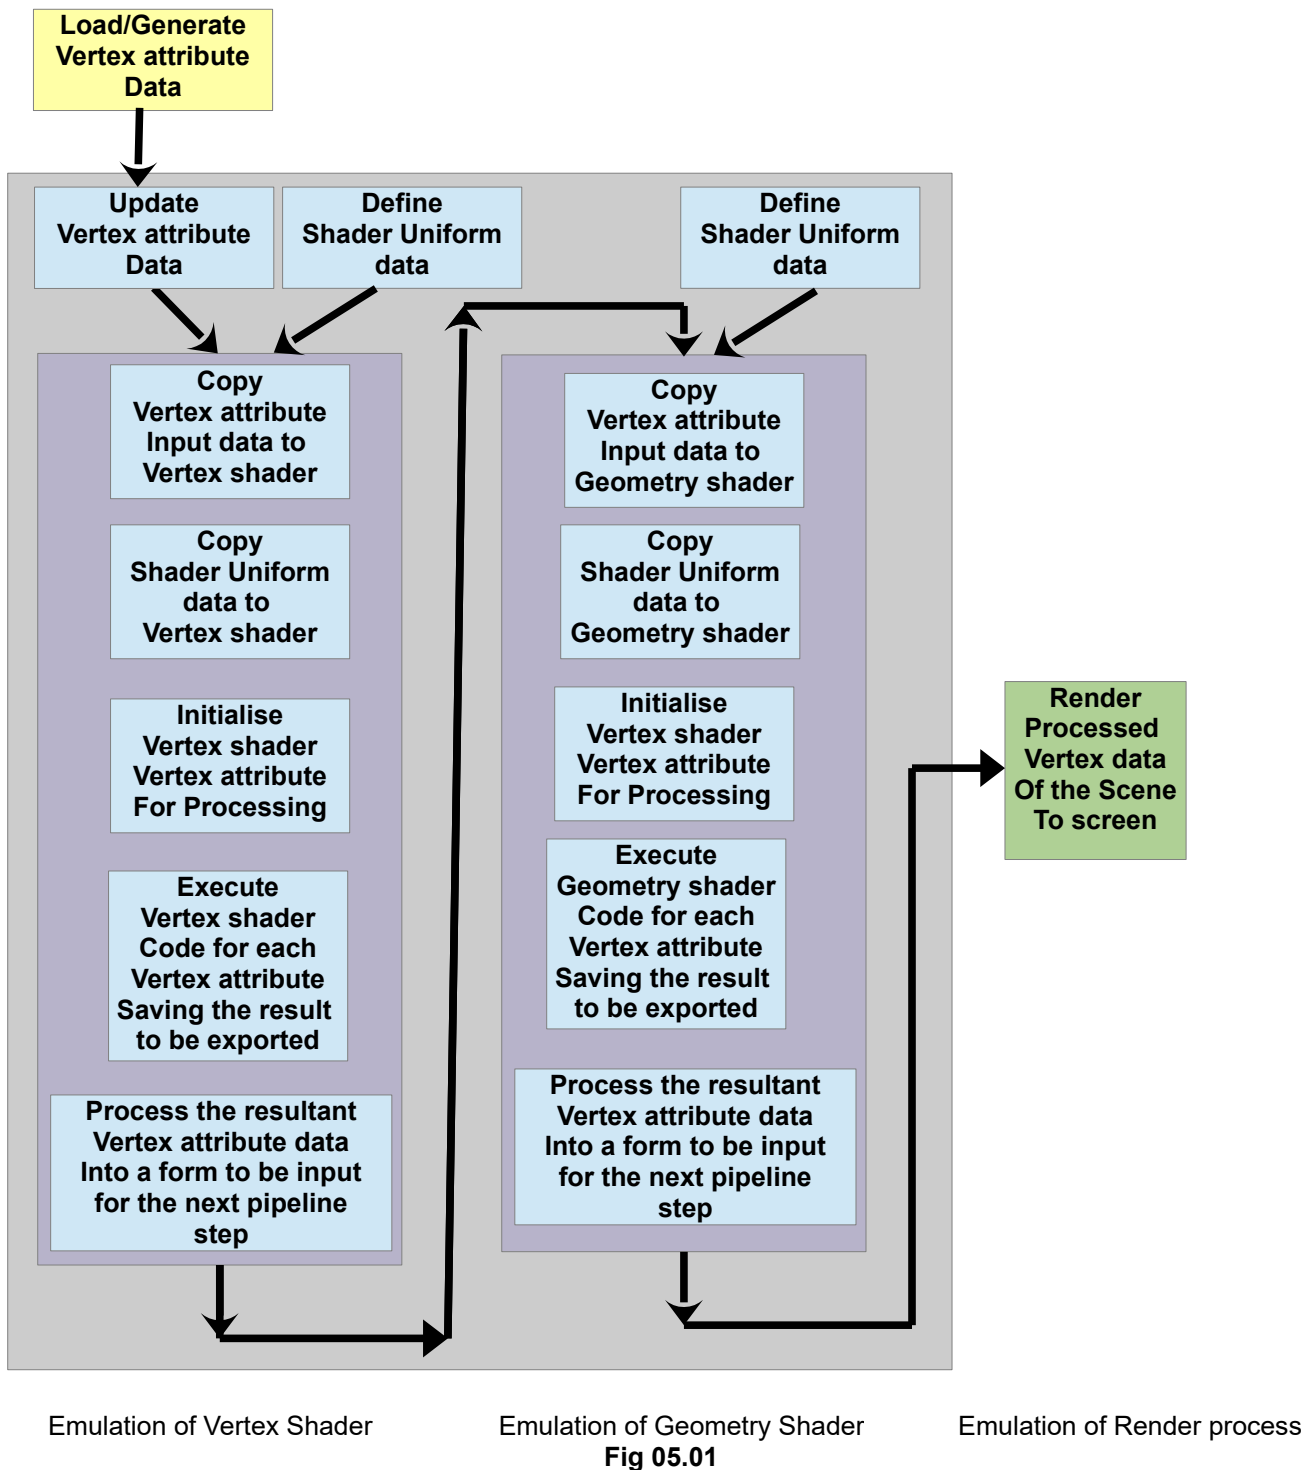 Load/Generate
Vertex attribute
Data
Update
Vertex attribute
Data
Define
Shader Uniform
data
Define
Shader Uniform
data
Copy
Vertex attribute
Input data to
Vertex shader
Copy
Shader Uniform
data to
Vertex shader
Initialise
Vertex shader
Vertex attribute
For Processing
Execute
Vertex shader
Code for each
Vertex attribute
Saving the result
to be exported
Process the resultant
Vertex attribute data
Into a form to be input
for the next pipeline
step
Copy
Vertex attribute
Input data to
Geometry shader
Copy
Shader Uniform
data to
Geometry shader
Initialise
Vertex shader
Vertex attribute
For Processing
Execute
Geometry shader
Code for each
Vertex attribute
Saving the result
to be exported
Process the resultant
Vertex attribute data
Into a form to be input
for the next pipeline
step
Render
Processed
Vertex data
Of the Scene
To screen
Emulation of Vertex Shader
Emulation of Geometry Shader
Emulation of Render process
Fig 05.01